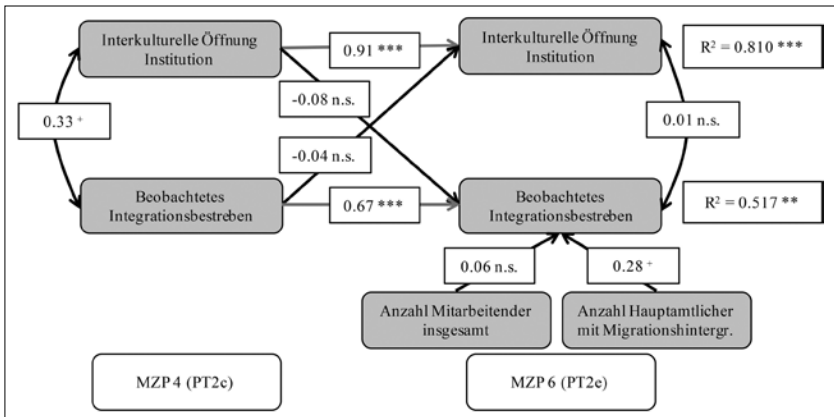 Interkulturelle Öffnung
Institution
0.91 ***
Interkulturelle Öffnung
Institution
R² = 0.810 ***
-0.08 n.s.
0.33 ⁺
0.01 n.s.
-0.04 n.s.
Beobachtetes
Integrationsbestreben
0.67 ***
Beobachtetes
Integrationsbestreben
R² = 0.517 **
0.06 n.s.
0.28 ⁺
Anzahl Mitarbeitender
insgesamt
Anzahl Hauptamtlicher
mit Migrationshintergr.
MZP 4 (PT2c)
MZP 6 (PT2e)